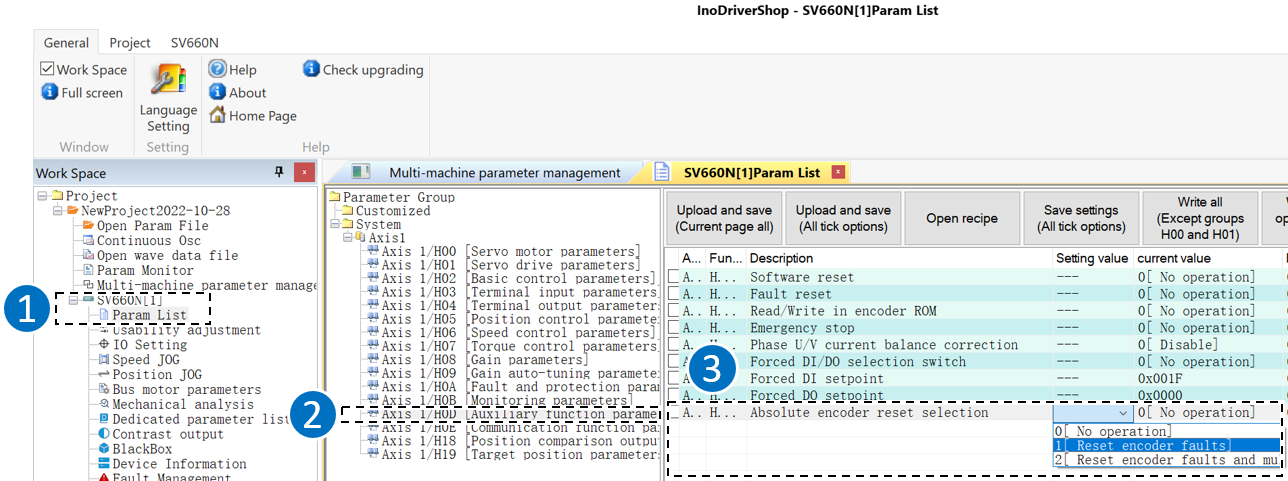 InoDriverShop - SV660N[1]Param List
General Project SV660N
Work Space
Full screen
Window
Language
Setting
Setting
Help
About
Home Page
Check upgrading
Help
Work Space
Project
NewProject2022-10-28
Open Param File
Continuous Osc
Open wave data file
Param Monitor
Multi-machine parameter manage
SV660N[1]
Param List
Usability adjustment
IO Setting
Speed JOG
Position JOG
Bus motor parameters
Mechanical analysis
Dedicated parameter list
Contrast output
BlackBox
Device Information
Fault Management
1
2
3
Multi-machine parameter management
SV660N[1]Param List
Parameter Group
Customized
System
Axis1
Axis 1/H00 [Servo motor parameters]
Axis 1/H01 [Servo drive parameters]
Axis 1/H02 [Basic control parameters]
Axis 1/H03 [Terminal input parameters
Axis 1/H04 [Terminal output parameter
Axis 1/H05 [Position control paramete
Axis 1/H06 [Speed control parameters]
Axis 1/H07 [Torque control parameters
Axis 1/H08 [Gain parameters]
Axis 1/H09 [Gain auto-tuning paramete
Axis 1/H0A [Fault and protection para
Axis 1/H0B [Monitoring parameters]
Axis 1/H0D [Auxiliary function parame
Axis 1/H0E [Communication function pa
Axis 1/H18 [Position comparison outpu
Axis 1/H19 [Target position parameter
Upload and save
(Current page all)
Upload and save
(All tick options)
Open recipe
Save settings
(All tick options)
Write all
(Except groups
H00 and H01)
A... Fun... Description Setting value current value
A.. H... Software reset --- 0[ No operation]
A.. H... Fault reset --- 0[ No operation]
A.. H... Read/Write in encoder ROM --- 0[ No operation]
A.. H... Emergency stop --- 0[ No operation]
A.. H... Phase U/V current balance correction --- 0[ Disable]
Forced DI/DO selection switch --- 0[ No operation]
Forced DI setpoint --- 0x001F
A.. H... Forced DO setpoint --- 0x0000
A... H... Absolute encoder reset selection 0[ No operation]
0[ No operation]
1[ Reset encoder faults]
2[ Reset encoder faults and mu